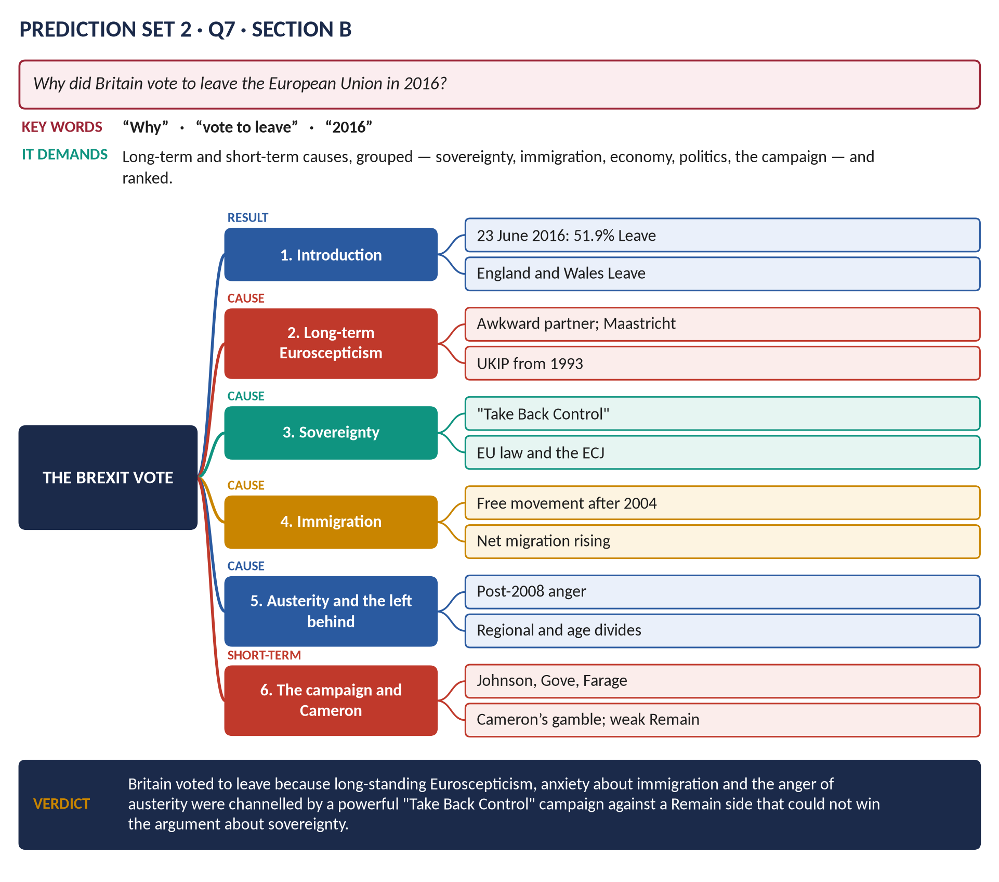 PREDICTION SET 2 · Q7 · SECTION B
Why did Britain vote to leave the European Union in 2016?
KEY WORDS “Why” · “vote to leave” · “2016”
IT DEMANDS Long-term and short-term causes, grouped — sovereignty, immigration, economy, politics, the campaign — and
ranked.
THE BREXIT VOTE
RESULT
1. Introduction
23 June 2016: 51.9% Leave
England and Wales Leave
CAUSE
2. Long-term
Euroscepticism
Awkward partner; Maastricht
UKIP from 1993
CAUSE
3. Sovereignty
"Take Back Control"
EU law and the ECJ
CAUSE
4. Immigration
Free movement after 2004
Net migration rising
CAUSE
5. Austerity and the left
behind
Post-2008 anger
Regional and age divides
SHORT-TERM
6. The campaign and
Cameron
Johnson, Gove, Farage
Cameron’s gamble; weak Remain
VERDICT
Britain voted to leave because long-standing Euroscepticism, anxiety about immigration and the anger of
austerity were channelled by a powerful "Take Back Control" campaign against a Remain side that could not win
the argument about sovereignty.